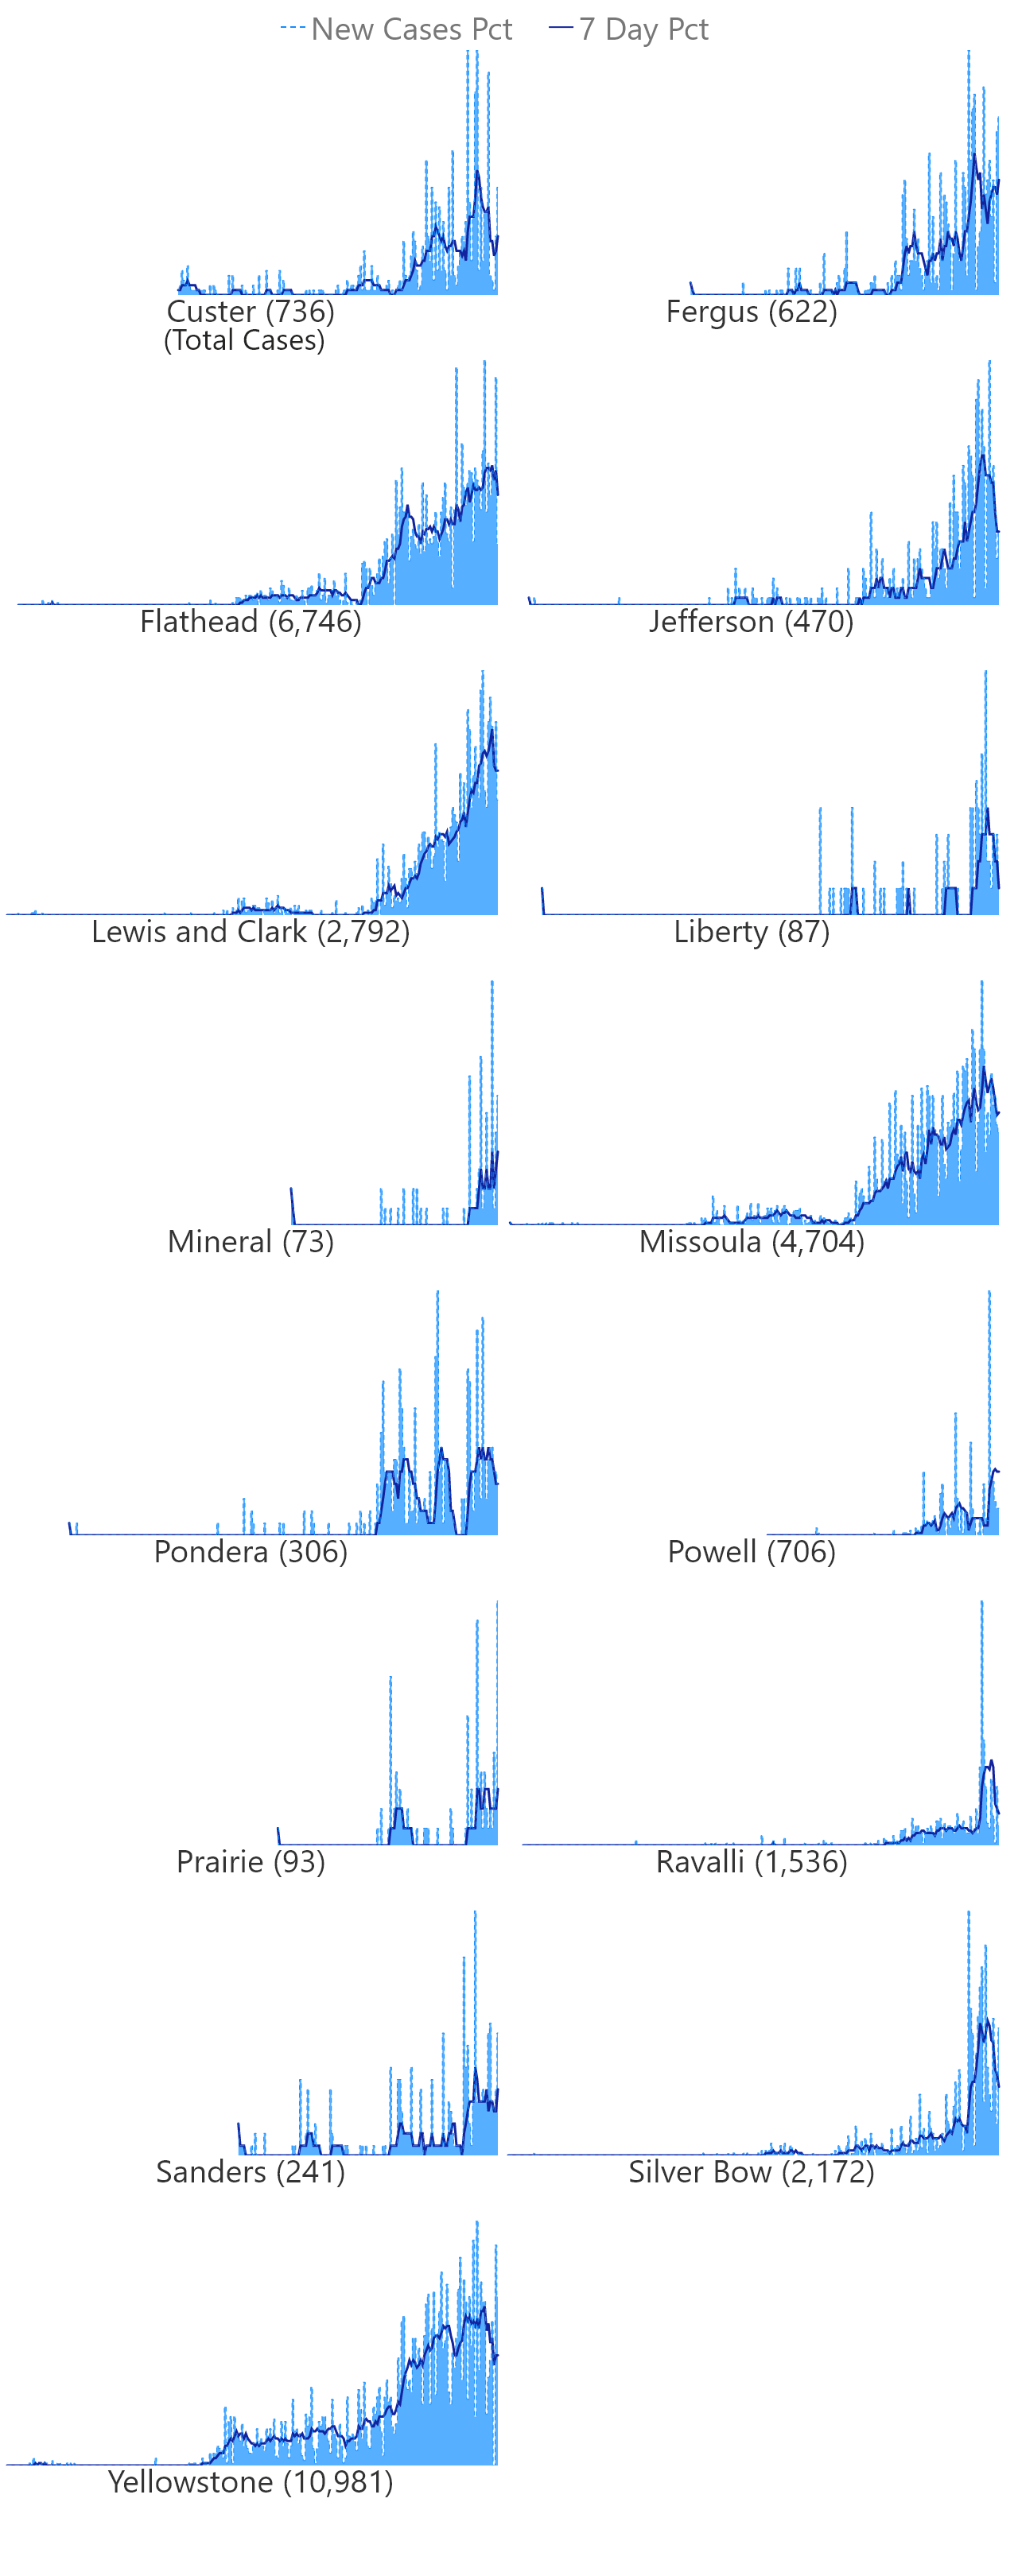 New Cases Pct 7 Day Pct
Custer (736) Fergus (622)
(Total Cases)
Flathead (6,746) Jefferson (470)
Lewis and Clark (2,792) Liberty (87)
Mineral (73) Missoula (4,704)
Pondera (306) Powell (706)
Prairie (93) Ravalli (1,536)
Sanders (241) Silver Bow (2,172)
Yellowstone (10,981)